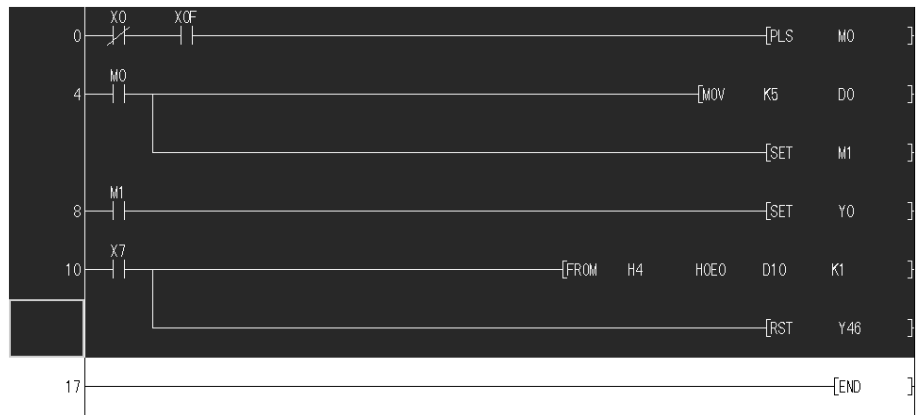 X0 X0F
0 [PLS M0 ]
M0
4 [MOV K5 D0 ]
[SET M1 ]
M1
8 [SET Y0 ]
X7
10 [FROM H4 H0E0 D10 K1 ]
[RST Y46 ]
17 [END ]